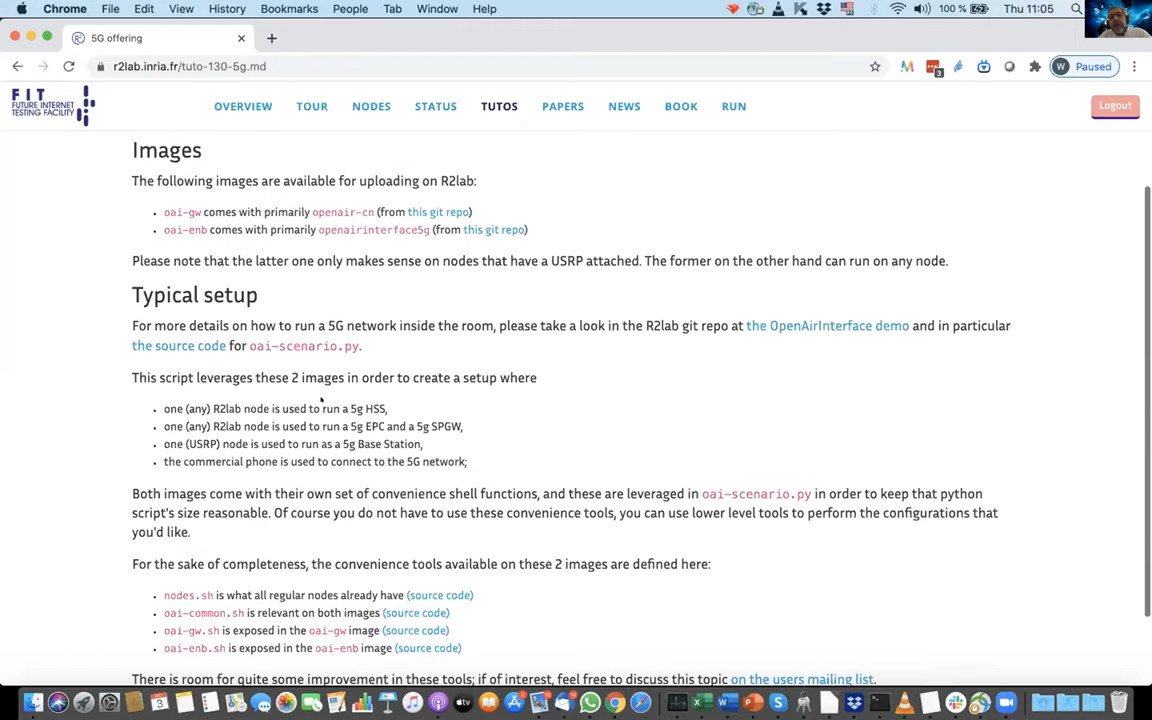 Chrome File Edit View History Bookmarks People Tab Window Help 100 % Thu 11:05
5G offering
r2lab.inria.fr/tuto-130-5g.md 3 W Paused
FIT
FUTURE INTERNET
TESTING FACILITY
OVERVIEW TOUR NODES STATUS TUTOS PAPERS NEWS BOOK RUN Logout
Images
The following images are available for uploading on R2lab:
• oai-gw comes with primarily openair-cn (from this git repo)
• oai-enb comes with primarily openairinterface5g (from this git repo)
Please note that the latter one only makes sense on nodes that have a USRP attached. The former on the other hand can run on any node.
Typical setup
For more details on how to run a 5G network inside the room, please take a look in the R2lab git repo at the OpenAirInterface demo and in particular
the source code for oai-scenario.py.
This script leverages these 2 images in order to create a setup where
• one (any) R2lab node is used to run a 5g HSS,
• one (any) R2lab node is used to run a 5g EPC and a 5g SPGW,
• one (USRP) node is used to run as a 5g Base Station,
• the commercial phone is used to connect to the 5G network;
Both images come with their own set of convenience shell functions, and these are leveraged in oai-scenario.py in order to keep that python
script's size reasonable. Of course you do not have to use these convenience tools, you can use lower level tools to perform the configurations that
you'd like.
For the sake of completeness, the convenience tools available on these 2 images are defined here:
• nodes.sh is what all regular nodes already have (source code)
• oai-common.sh is relevant on both images (source code)
• oai-gw.sh is exposed in the oai-gw image (source code)
• oai-enb.sh is exposed in the oai-enb image (source code)
There is room for quite some improvement in these tools; if of interest, feel free to discuss this topic on the users mailing list.